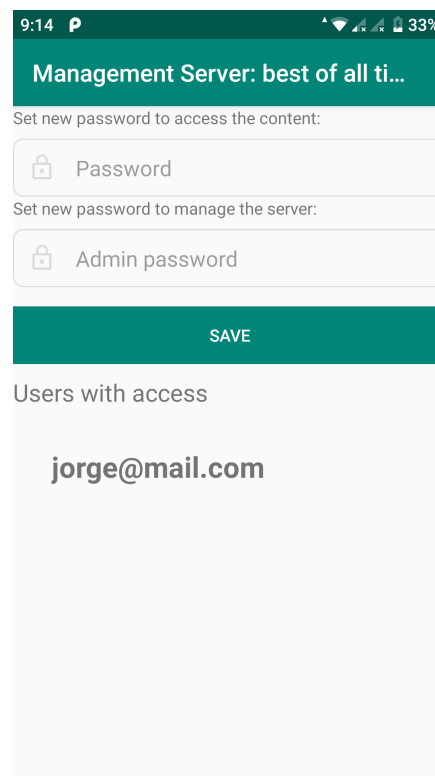 9:14 33%
Management Server: best of all ti...
Set new password to access the content:
Password
Set new password to manage the server:
Admin password
SAVE
Users with access
jorge@mail.com